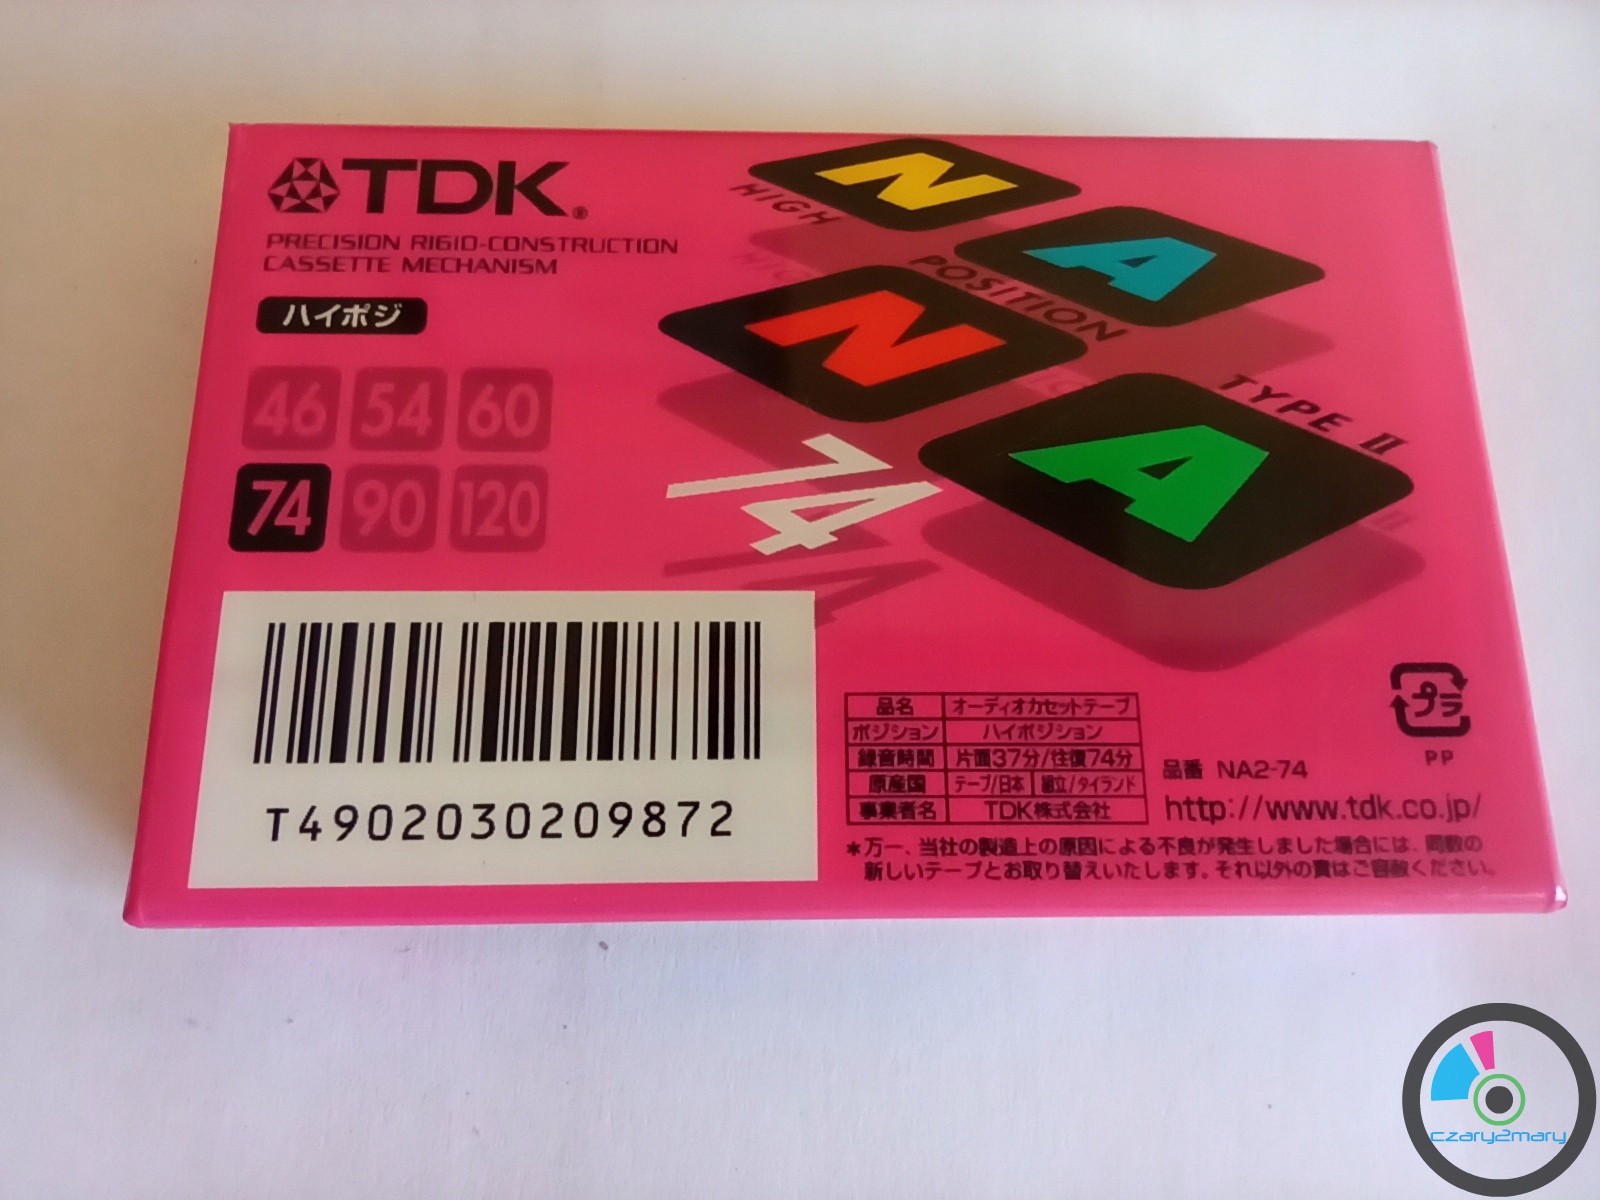 TDK®
PRECISION RIGID-CONSTRUCTION
CASSETTE MECHANISM
ハイポジ
46 54 60
74 90 120
N A
N A
HIGH POSITION TYPE II
74
T4902030209872
品名 オーディオカセットテープ
ポジション ハイポジション
録音時間 片面37分/往復74分
原産国 テープ/日本 組立/タイランド
事業者名 TDK株式会社
品番 NA2-74
http://www.tdk.co.jp/
プラ
PP
*万一、当社の製造上の原因による不良が発生しました場合には、同数の
新しいテープとお取り替えいたします。それ以外の責はご容赦ください。
czary2mary